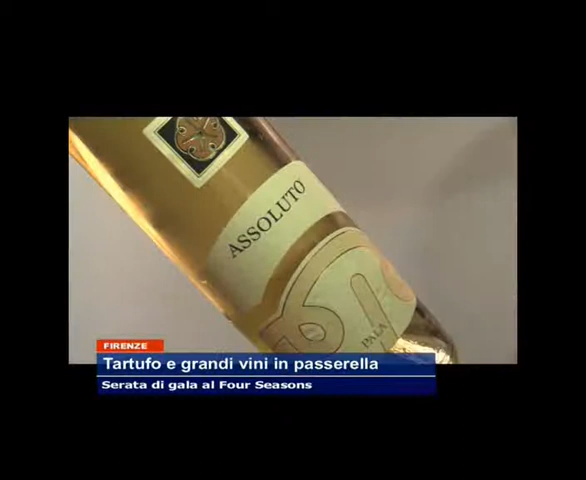 ASSOLUTO
PALA
FIRENZE
Tartufo e grandi vini in passerella
Serata di gala al Four Seasons